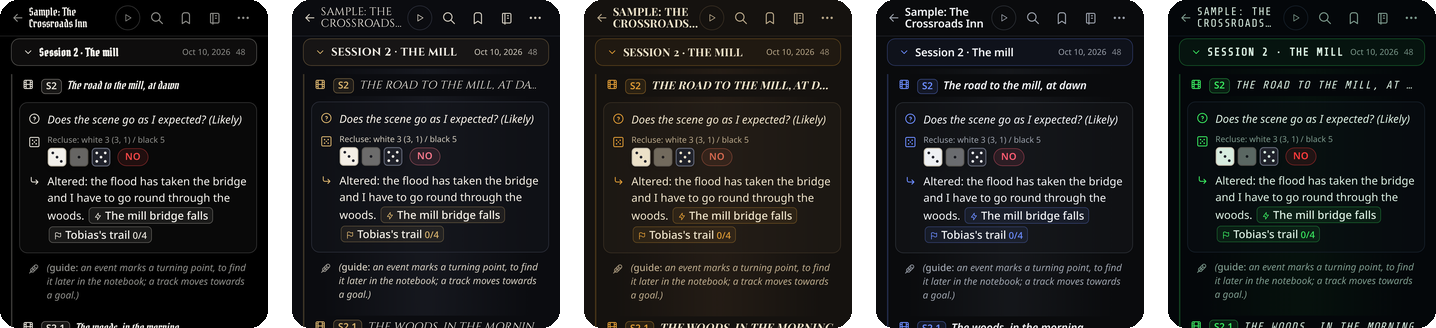 Sample: The
Crossroads Inn
Session 2 · The mill Oct 10, 2026 48
S2 The road to the mill, at dawn
Does the scene go as I expected? (Likely)
Recluse: white 3 (3, 1) / black 5
NO
Altered: the flood has taken the bridge
and I have to go round through the
woods. The mill bridge falls
Tobias's trail 0/4
(guide: an event marks a turning point, to find
it later in the notebook; a track moves towards
a goal.)
S2.1 The woods, in the morning
SAMPLE: THE
CROSSROADS…
SESSION 2 · THE MILL Oct 10, 2026 48
S2 THE ROAD TO THE MILL, AT DA…
Does the scene go as I expected? (Likely)
Recluse: white 3 (3, 1) / black 5
NO
Altered: the flood has taken the bridge
and I have to go round through the
woods. The mill bridge falls
Tobias's trail 0/4
(guide: an event marks a turning point, to find
it later in the notebook; a track moves towards
a goal.)
S2.1 THE WOODS, IN THE MORNIN…
SAMPLE: THE
CROSSROADS…
SESSION 2 · THE MILL Oct 10, 2026 48
S2 THE ROAD TO THE MILL, AT D…
Does the scene go as I expected? (Likely)
Recluse: white 3 (3, 1) / black 5
NO
Altered: the flood has taken the bridge
and I have to go round through the
woods. The mill bridge falls
Tobias's trail 0/4
(guide: an event marks a turning point, to find
it later in the notebook; a track moves towards
a goal.)
S2.1 THE WOODS, IN THE MORNING
Sample: The
Crossroads Inn
Session 2 · The mill Oct 10, 2026 48
S2 The road to the mill, at dawn
Does the scene go as I expected? (Likely)
Recluse: white 3 (3, 1) / black 5
NO
Altered: the flood has taken the bridge
and I have to go round through the
woods. The mill bridge falls
Tobias's trail 0/4
(guide: an event marks a turning point, to find
it later in the notebook; a track moves towards
a goal.)
S2.1 The woods, in the morning
SAMPLE: THE
CROSSROADS…
SESSION 2 · THE MILL Oct 10, 2026 48
S2 THE ROAD TO THE MILL, AT …
Does the scene go as I expected? (Likely)
Recluse: white 3 (3, 1) / black 5
NO
Altered: the flood has taken the bridge
and I have to go round through the
woods. The mill bridge falls
Tobias's trail 0/4
(guide: an event marks a turning point, to find
it later in the notebook; a track moves towards
a goal.)
S2.1 THE WOODS, IN THE MORNING